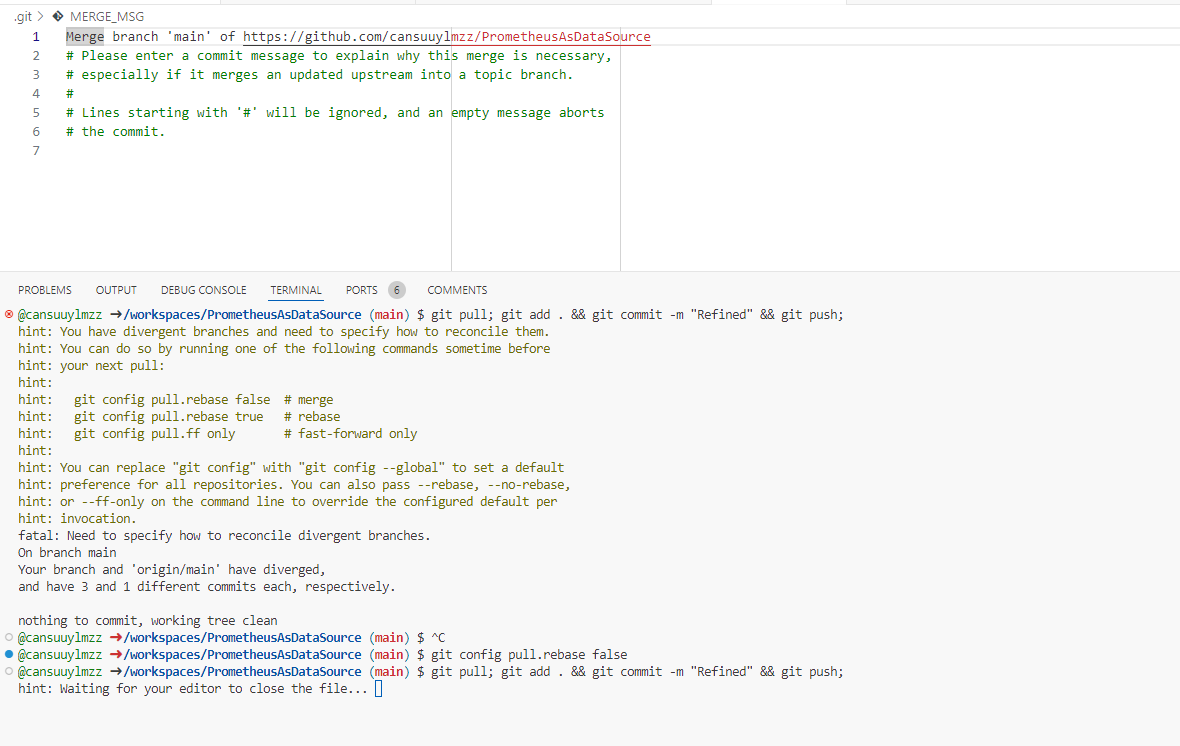 .git > MERGE_MSG
1 Merge branch 'main' of https://github.com/cansuuylmzz/PrometheusAsDataSource
2 # Please enter a commit message to explain why this merge is necessary,
3 # especially if it merges an updated upstream into a topic branch.
4 #
5 # Lines starting with '#' will be ignored, and an empty message aborts
6 # the commit.
7
PROBLEMS OUTPUT DEBUG CONSOLE TERMINAL PORTS 6 COMMENTS
@cansuuylmzz →/workspaces/PrometheusAsDataSource (main) $ git pull; git add . && git commit -m "Refined" && git push;
hint: You have divergent branches and need to specify how to reconcile them.
hint: You can do so by running one of the following commands sometime before
hint: your next pull:
hint:
hint:   git config pull.rebase false  # merge
hint:   git config pull.rebase true   # rebase
hint:   git config pull.ff only       # fast-forward only
hint:
hint: You can replace "git config" with "git config --global" to set a default
hint: preference for all repositories. You can also pass --rebase, --no-rebase,
hint: or --ff-only on the command line to override the configured default per
hint: invocation.
fatal: Need to specify how to reconcile divergent branches.
On branch main
Your branch and 'origin/main' have diverged,
and have 3 and 1 different commits each, respectively.
nothing to commit, working tree clean
@cansuuylmzz →/workspaces/PrometheusAsDataSource (main) $ ^C
@cansuuylmzz →/workspaces/PrometheusAsDataSource (main) $ git config pull.rebase false
@cansuuylmzz →/workspaces/PrometheusAsDataSource (main) $ git pull; git add . && git commit -m "Refined" && git push;
hint: Waiting for your editor to close the file...